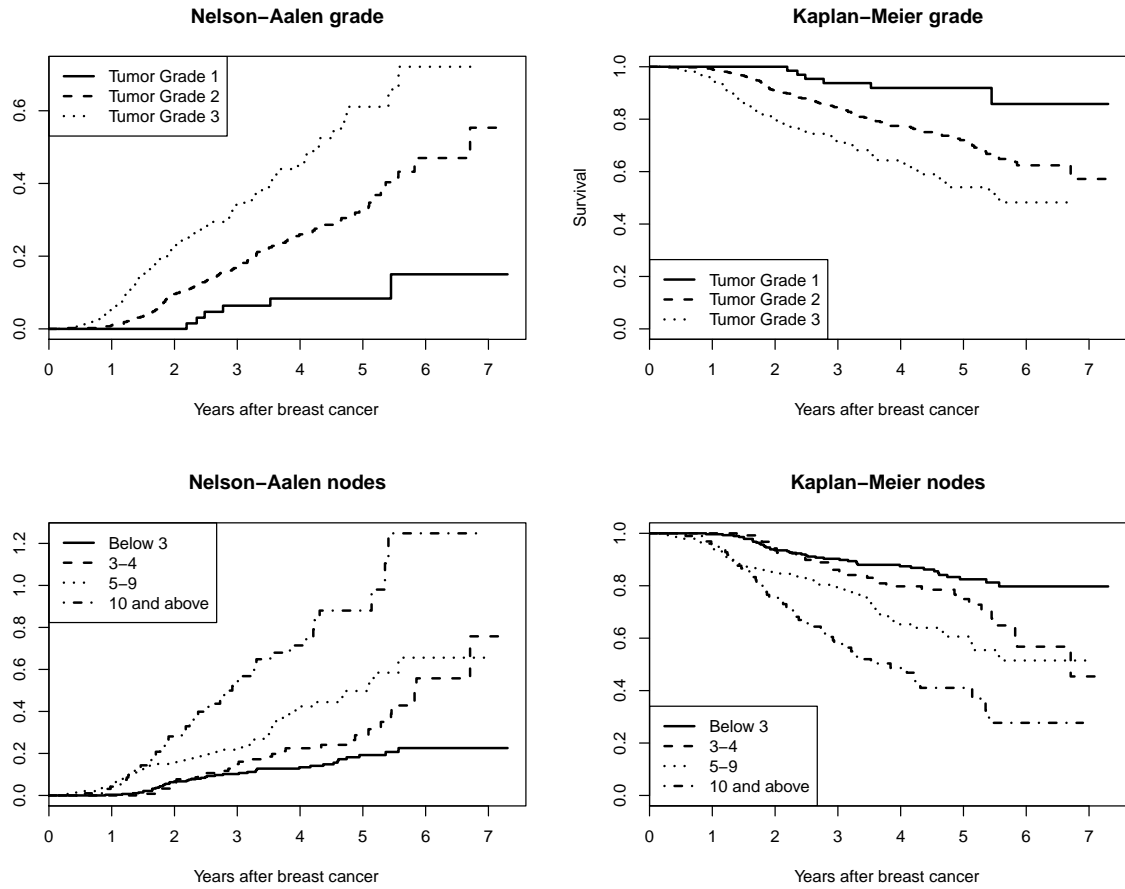 Nelson−Aalen grade
Tumor Grade 1
Tumor Grade 2
Tumor Grade 3
0.0 0.2 0.4 0.6
0 1 2 3 4 5 6 7
Years after breast cancer
Kaplan−Meier grade
Survival
0.0 0.2 0.4 0.6 0.8 1.0
Tumor Grade 1
Tumor Grade 2
Tumor Grade 3
0 1 2 3 4 5 6 7
Years after breast cancer
Nelson−Aalen nodes
Below 3
3−4
5−9
10 and above
0.0 0.2 0.4 0.6 0.8 1.0 1.2
0 1 2 3 4 5 6 7
Years after breast cancer
Kaplan−Meier nodes
0.0 0.2 0.4 0.6 0.8 1.0
Below 3
3−4
5−9
10 and above
0 1 2 3 4 5 6 7
Years after breast cancer